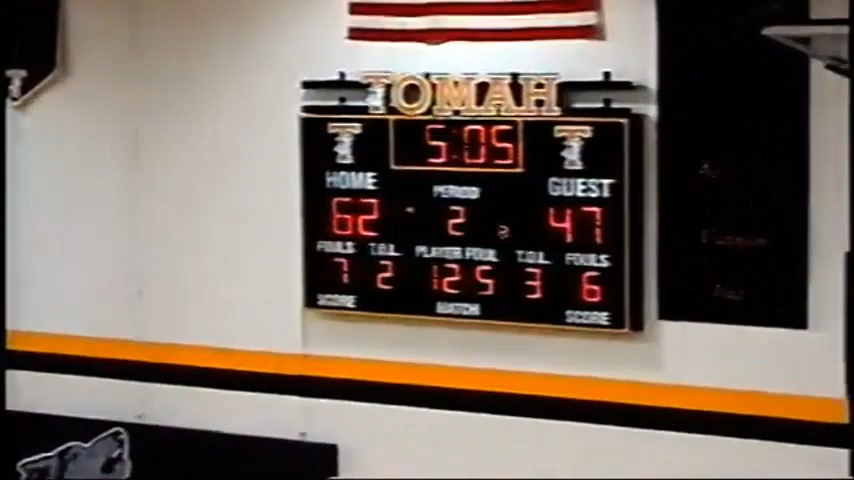 TOMAH
T 5:05 T
HOME PERIOD GUEST
62 2 47
FOULS T.O.L. PLAYER FOUL T.O.L. FOULS
7 2 12 5 3 6
SCORE MATCH SCORE